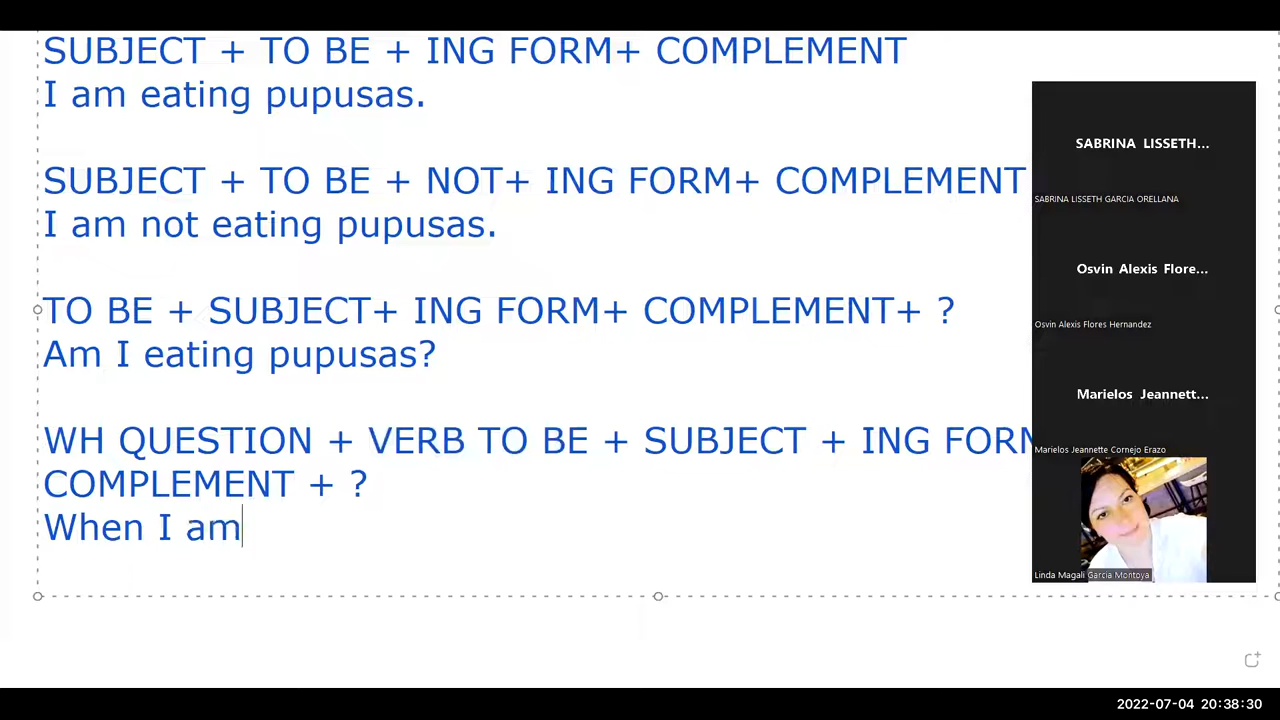 SUBJECT + TO BE + ING FORM+ COMPLEMENT
I am eating pupusas.
SUBJECT + TO BE + NOT+ ING FORM+ COMPLEMENT
I am not eating pupusas.
TO BE + SUBJECT+ ING FORM+ COMPLEMENT+ ?
Am I eating pupusas?
WH QUESTION + VERB TO BE + SUBJECT + ING FORM
COMPLEMENT + ?
When I am
SABRINA LISSETH...
SABRINA LISSETH GARCIA ORELLANA
Osvin Alexis Flore...
Osvin Alexis Flores Hernandez
Marielos Jeannett...
Marielos Jeannette Cornejo Erazo
Linda Magali Garcia Montoya
2022-07-04 20:38:30